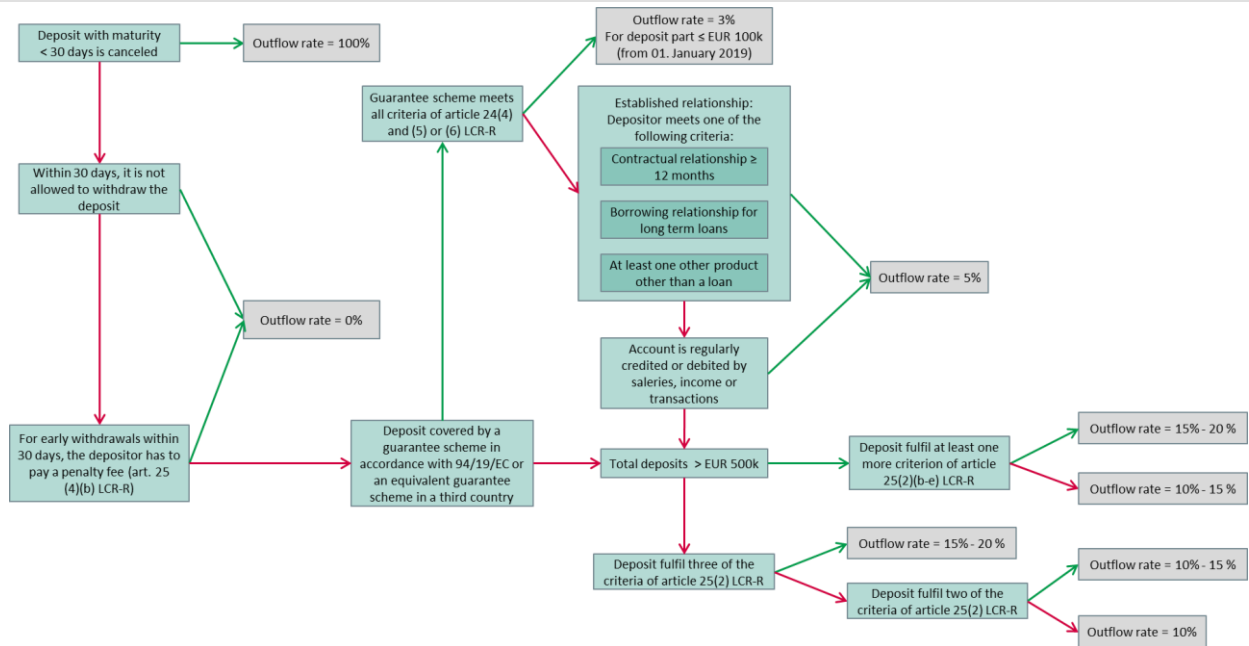 Deposit with maturity
< 30 days is canceled
Outflow rate = 100%
Outflow rate = 3%
For deposit part ≤ EUR 100k
(from 01. January 2019)
Guarantee scheme meets
all criteria of article 24(4)
and (5) or (6) LCR-R
Established relationship:
Depositor meets one of the
following criteria:
Contractual relationship ≥
12 months
Borrowing relationship for
long term loans
At least one other product
other than a loan
Within 30 days, it is not
allowed to withdraw the
deposit
Outflow rate = 0%
Outflow rate = 5%
Account is regularly
credited or debited by
saleries, income or
transactions
For early withdrawals within
30 days, the depositor has to
pay a penalty fee (art. 25
(4)(b) LCR-R)
Deposit covered by a
guarantee scheme in
accordance with 94/19/EC or
an equivalent guarantee
scheme in a third country
Total deposits > EUR 500k
Deposit fulfil at least one
more criterion of article
25(2)(b-e) LCR-R
Outflow rate = 15% - 20 %
Outflow rate = 10% - 15 %
Deposit fulfil three of the
criteria of article 25(2) LCR-R
Outflow rate = 15% - 20 %
Deposit fulfil two of the
criteria of article 25(2) LCR-R
Outflow rate = 10% - 15 %
Outflow rate = 10%